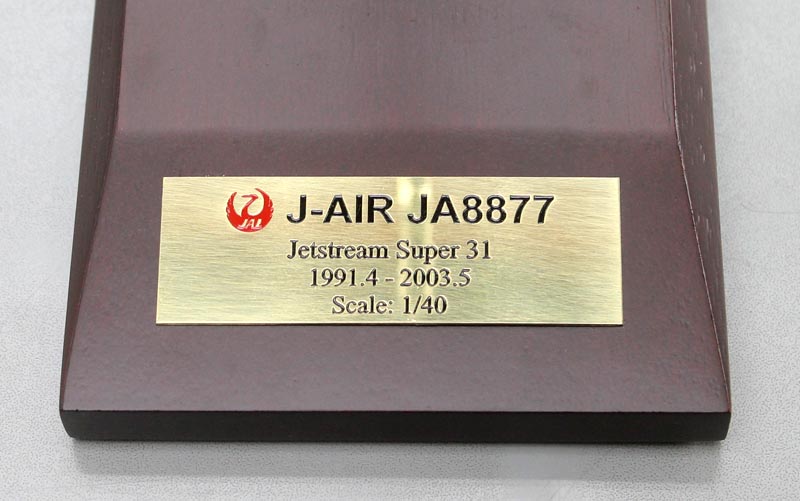 JAL
J-AIR JA8877
Jetstream Super 31
1991.4 - 2003.5
Scale: 1/40